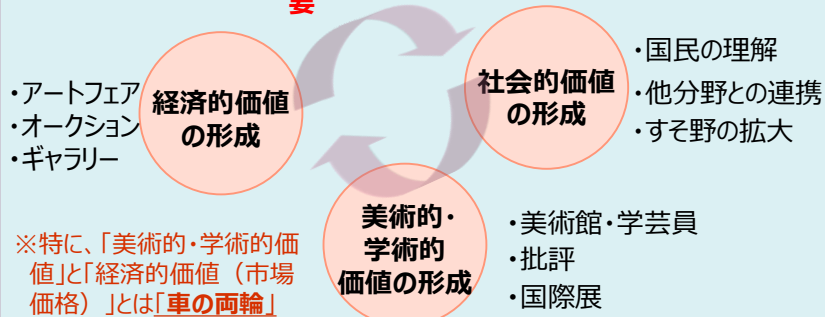 要
・アートフェア
・オークション
・ギャラリー
経済的価値
の形成
社会的価値
の形成
・国民の理解
・他分野との連携
・すそ野の拡大
美術的・
学術的
価値の形成
・美術館・学芸員
・批評
・国際展
※特に、「美術的・学術的価
値」と「経済的価値（市場
価格）」とは「車の両輪」